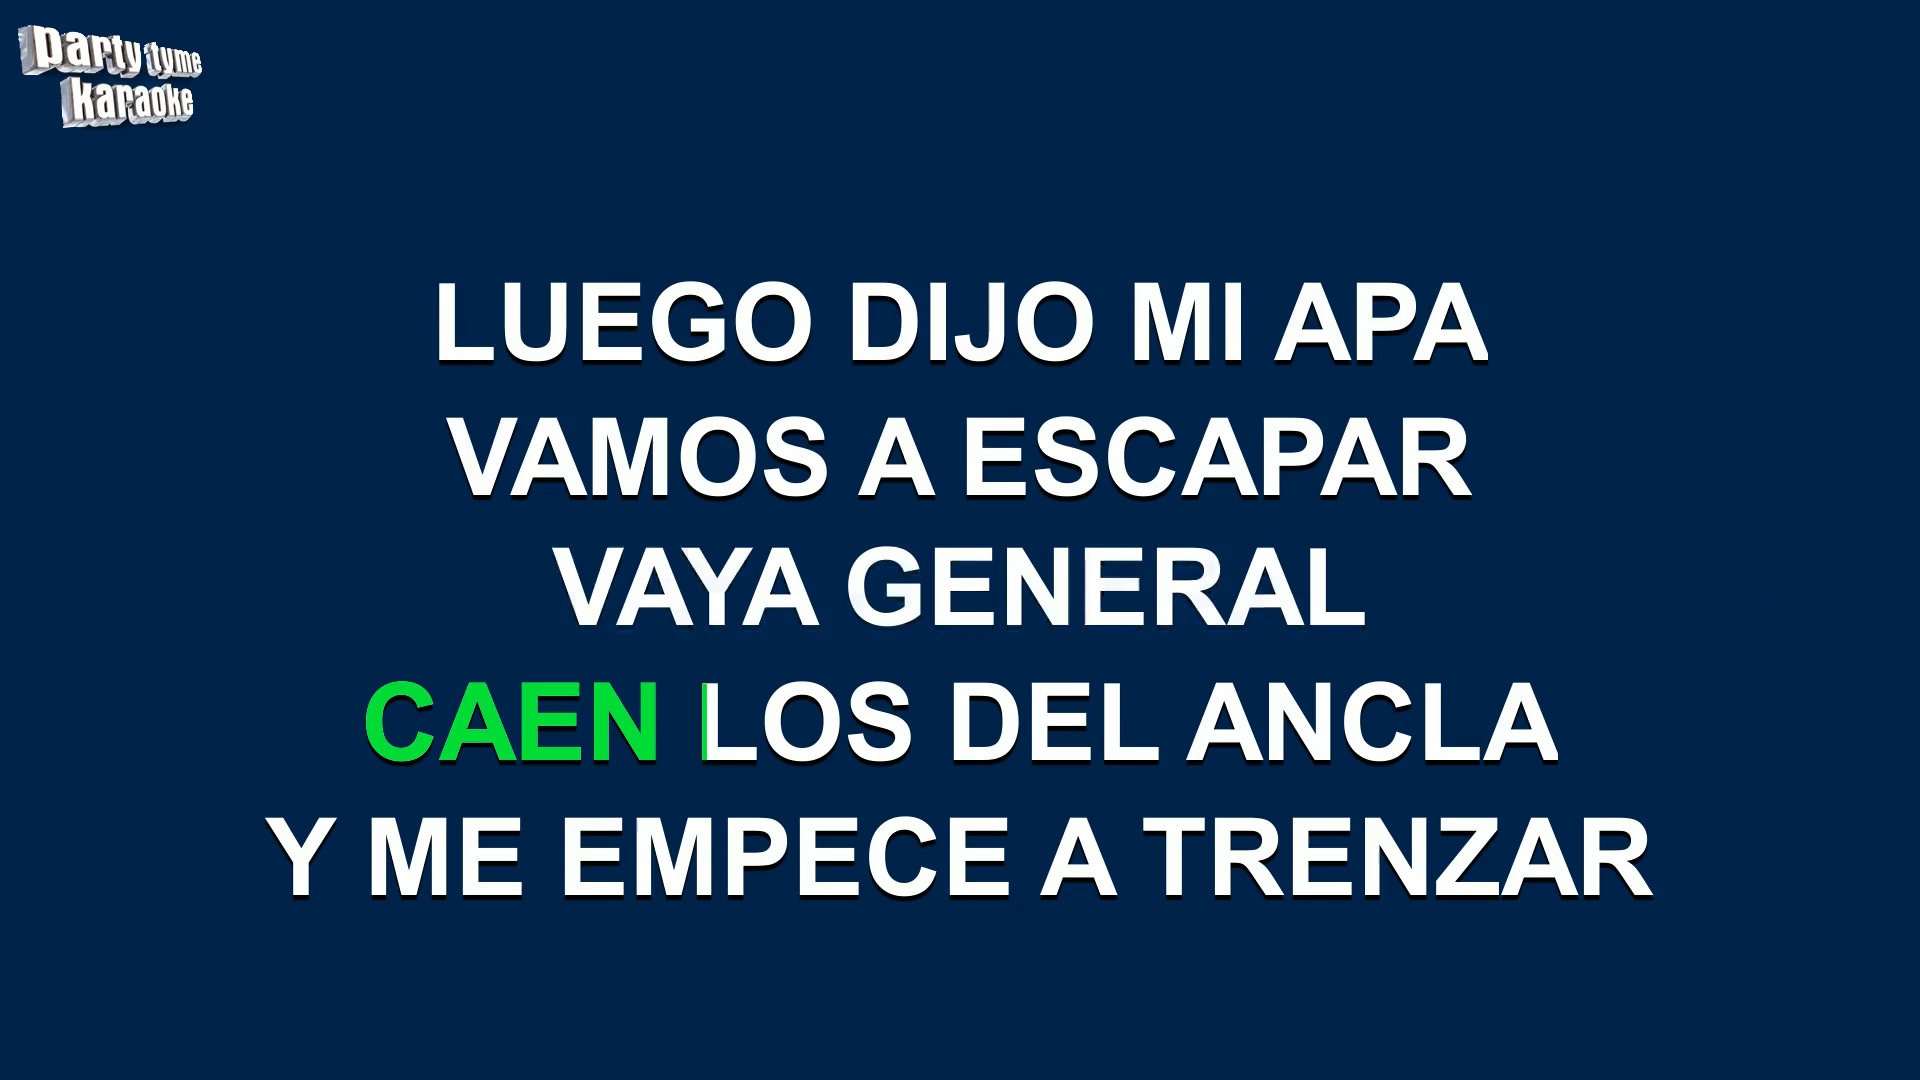 party tyme
karaoke
LUEGO DIJO MI APA
VAMOS A ESCAPAR
VAYA GENERAL
CAEN LOS DEL ANCLA
Y ME EMPECE A TRENZAR